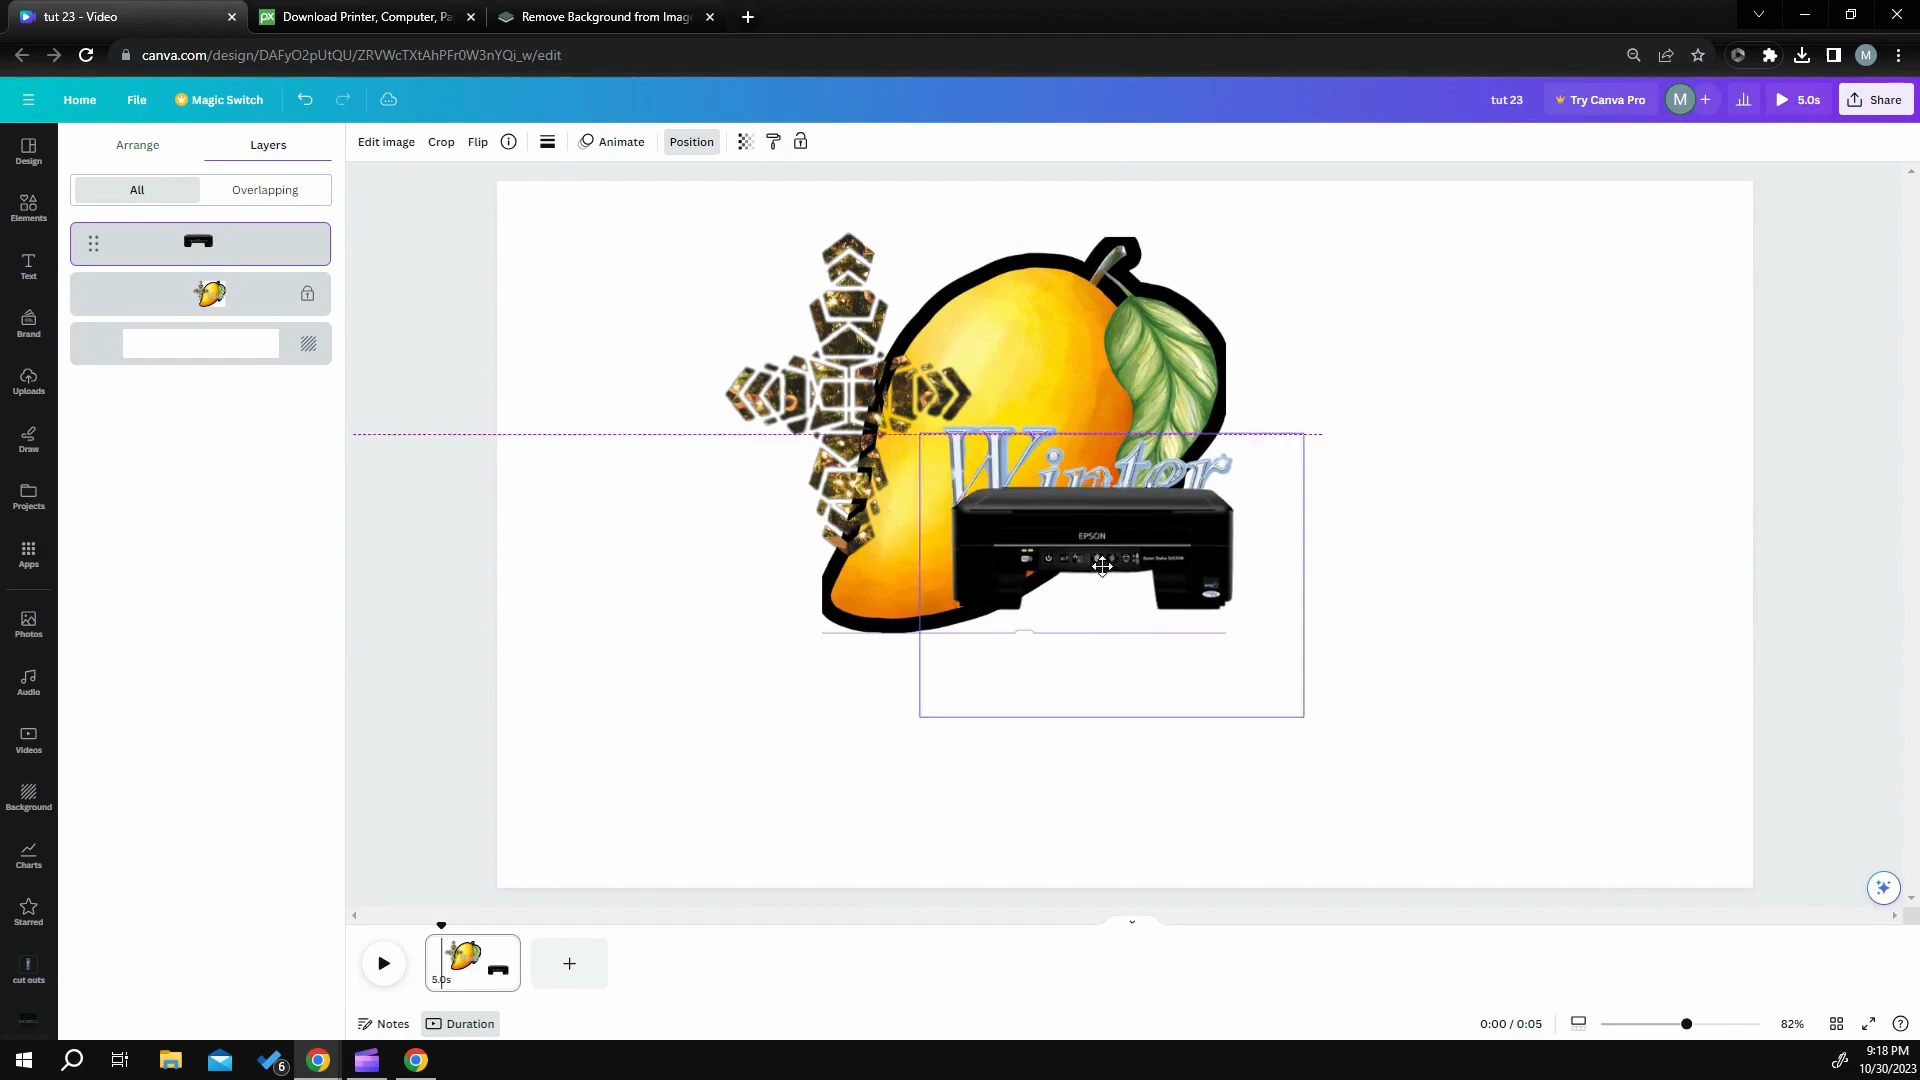 tut 23 - Video
Download Printer, Computer, Pa
Remove Background from Imag
canva.com/design/DAFyO2pUtQU/ZRVWcTXtAhPFr0W3nYQi_w/edit
M
Home
File
Magic Switch
tut 23
Try Canva Pro
M
5.0s
Share
Design
Elements
Text
Brand
Uploads
Draw
Projects
Apps
Photos
Audio
Videos
Background
Charts
Starred
cut outs
Arrange
Layers
All
Overlapping
Edit image
Crop
Flip
Animate
Position
Winter
EPSON
5.0s
Notes
Duration
0:00 / 0:05
82%
6
9:18 PM
10/30/2023